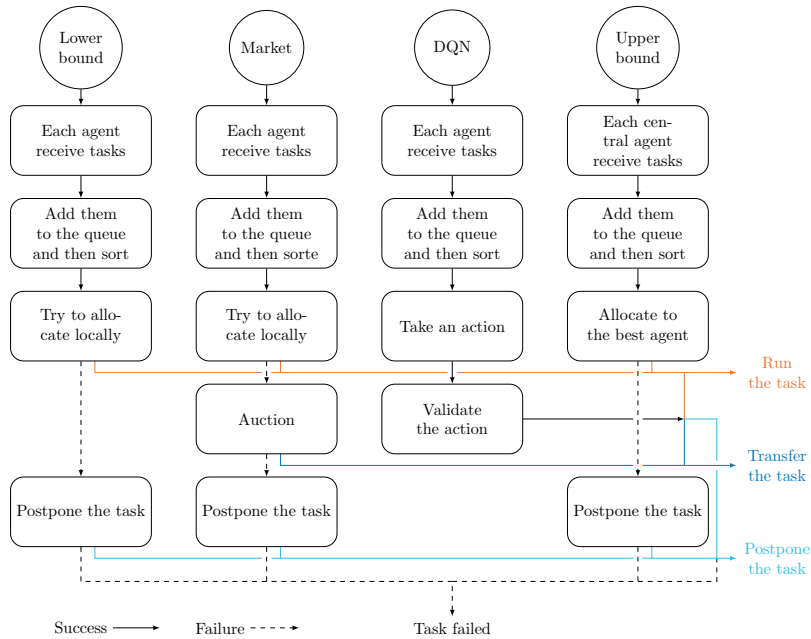 Lower
bound
Market
DQN
Upper
bound
Each agent
receive tasks
Each agent
receive tasks
Each agent
receive tasks
Each cen-
tral agent
receive tasks
Add them
to the queue
and then sort
Add them
to the queue
and then sorte
Add them
to the queue
and then sort
Add them
to the queue
and then sort
Try to allo-
cate locally
Try to allo-
cate locally
Take an action
Allocate to
the best agent
Run
the task
Auction
Validate
the action
Transfer
the task
Postpone the task
Postpone the task
Postpone the task
Postpone
the task
Success
Failure
Task failed